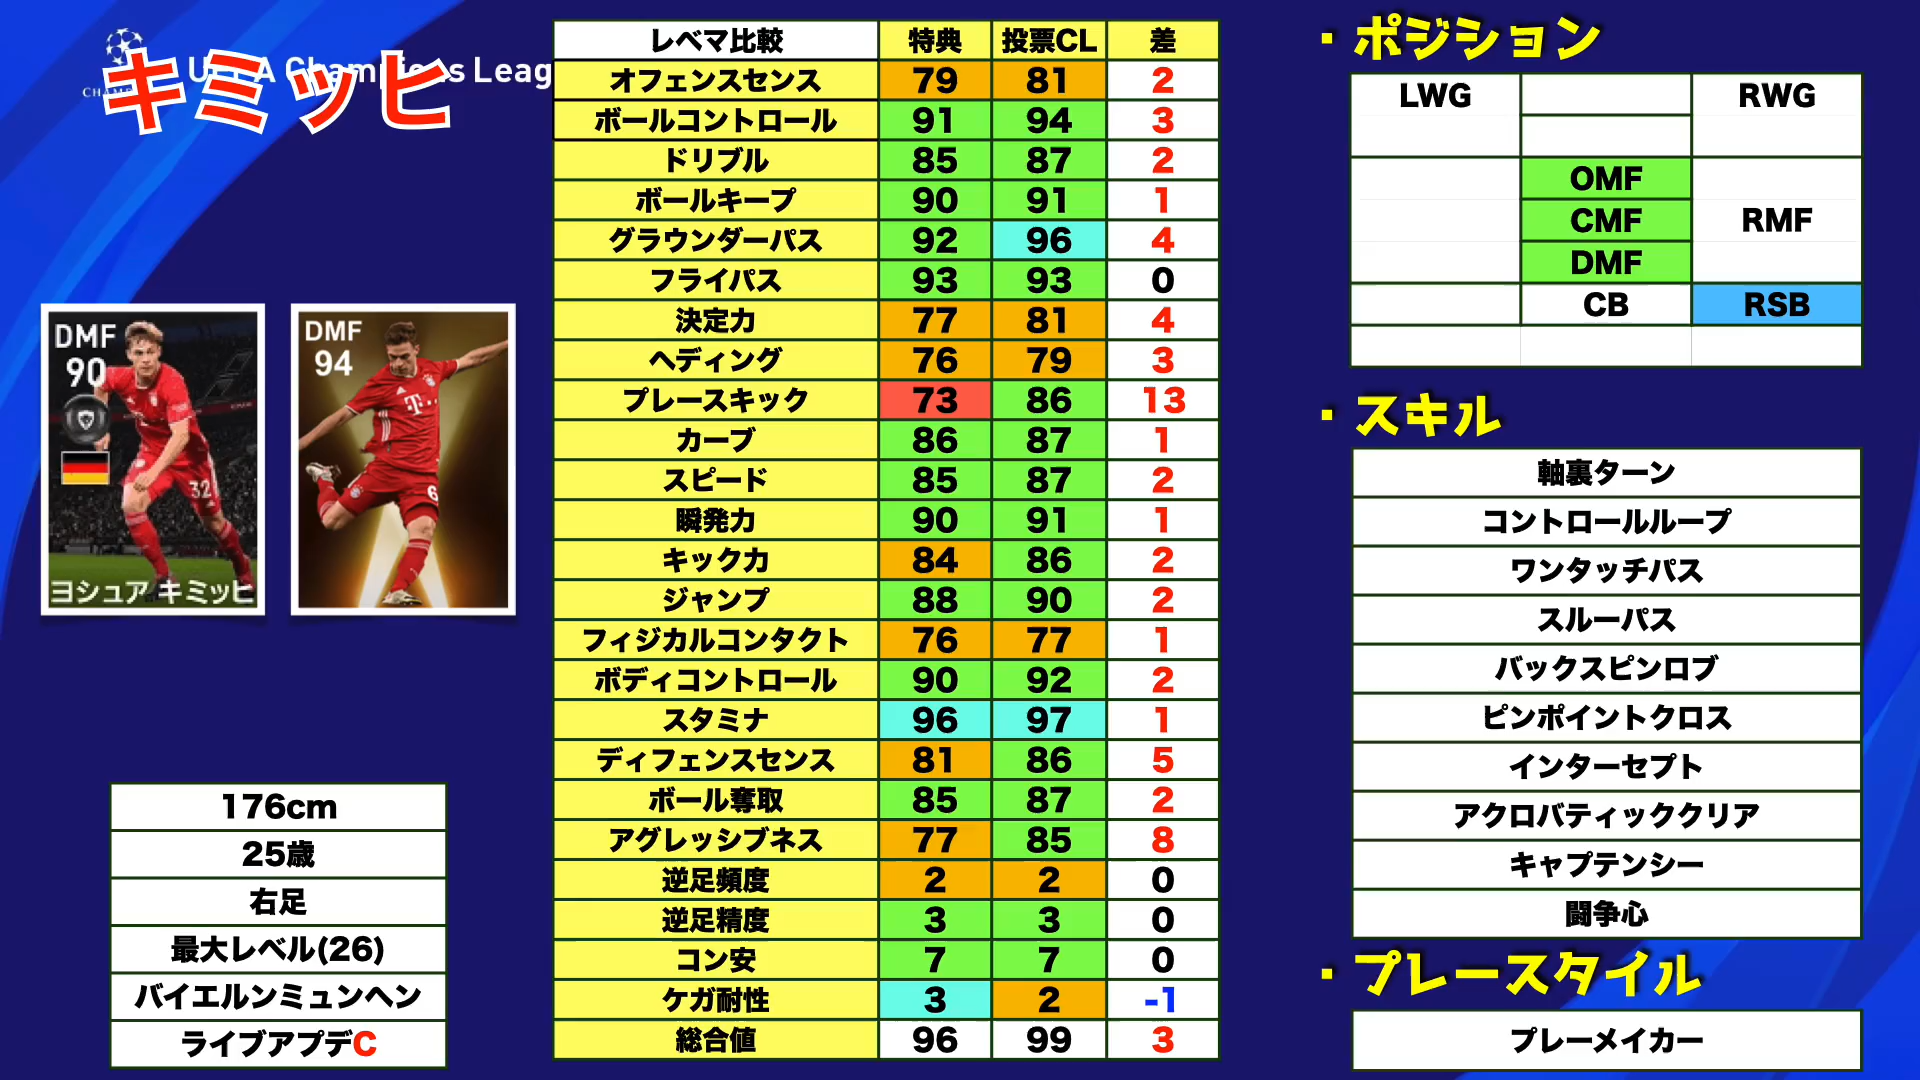 キミッヒ
UEFA Champions Leag
DMF
90
32
ヨシュア キミッヒ
DMF
94
T
6
176cm
25歳
右足
最大レベル(26)
バイエルンミュンヘン
ライブアプデC
レベマ比較 特典 投票CL 差
オフェンスセンス 79 81 2
ボールコントロール 91 94 3
ドリブル 85 87 2
ボールキープ 90 91 1
グラウンダーパス 92 96 4
フライパス 93 93 0
決定力 77 81 4
ヘディング 76 79 3
プレースキック 73 86 13
カーブ 86 87 1
スピード 85 87 2
瞬発力 90 91 1
キック力 84 86 2
ジャンプ 88 90 2
フィジカルコンタクト 76 77 1
ボディコントロール 90 92 2
スタミナ 96 97 1
ディフェンスセンス 81 86 5
ボール奪取 85 87 2
アグレッシブネス 77 85 8
逆足頻度 2 2 0
逆足精度 3 3 0
コン安 7 7 0
ケガ耐性 3 2 -1
総合値 96 99 3
・ポジション
LWG RWG
OMF
CMF RMF
DMF
CB RSB
・スキル
軸裏ターン
コントロールループ
ワンタッチパス
スルーパス
バックスピンロブ
ピンポイントクロス
インターセプト
アクロバティッククリア
キャプテンシー
闘争心
・プレースタイル
プレーメイカー